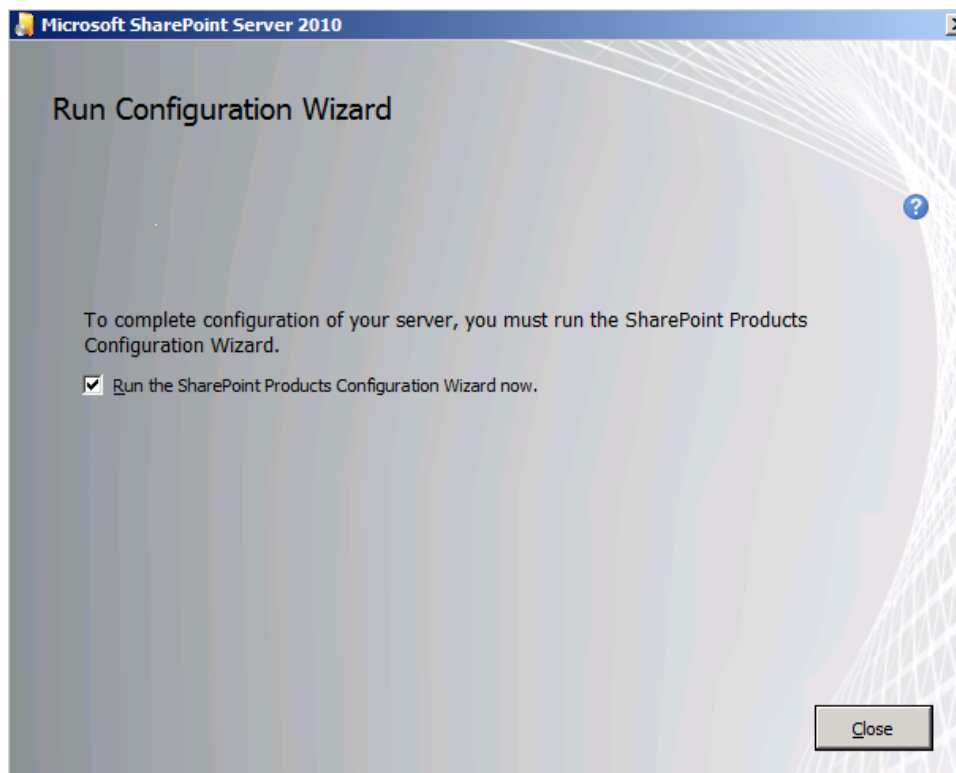 Microsoft SharePoint Server 2010
Run Configuration Wizard
?
To complete configuration of your server, you must run the SharePoint Products
Configuration Wizard.
Run the SharePoint Products Configuration Wizard now.
Close